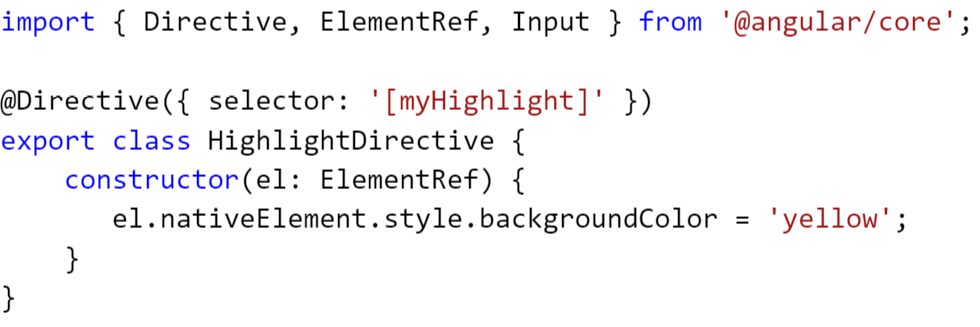 import { Directive, ElementRef, Input } from '@angular/core';
@Directive({ selector: '[myHighlight]' })
export class HighlightDirective {
constructor(el: ElementRef) {
el.nativeElement.style.backgroundColor = 'yellow';
}
}